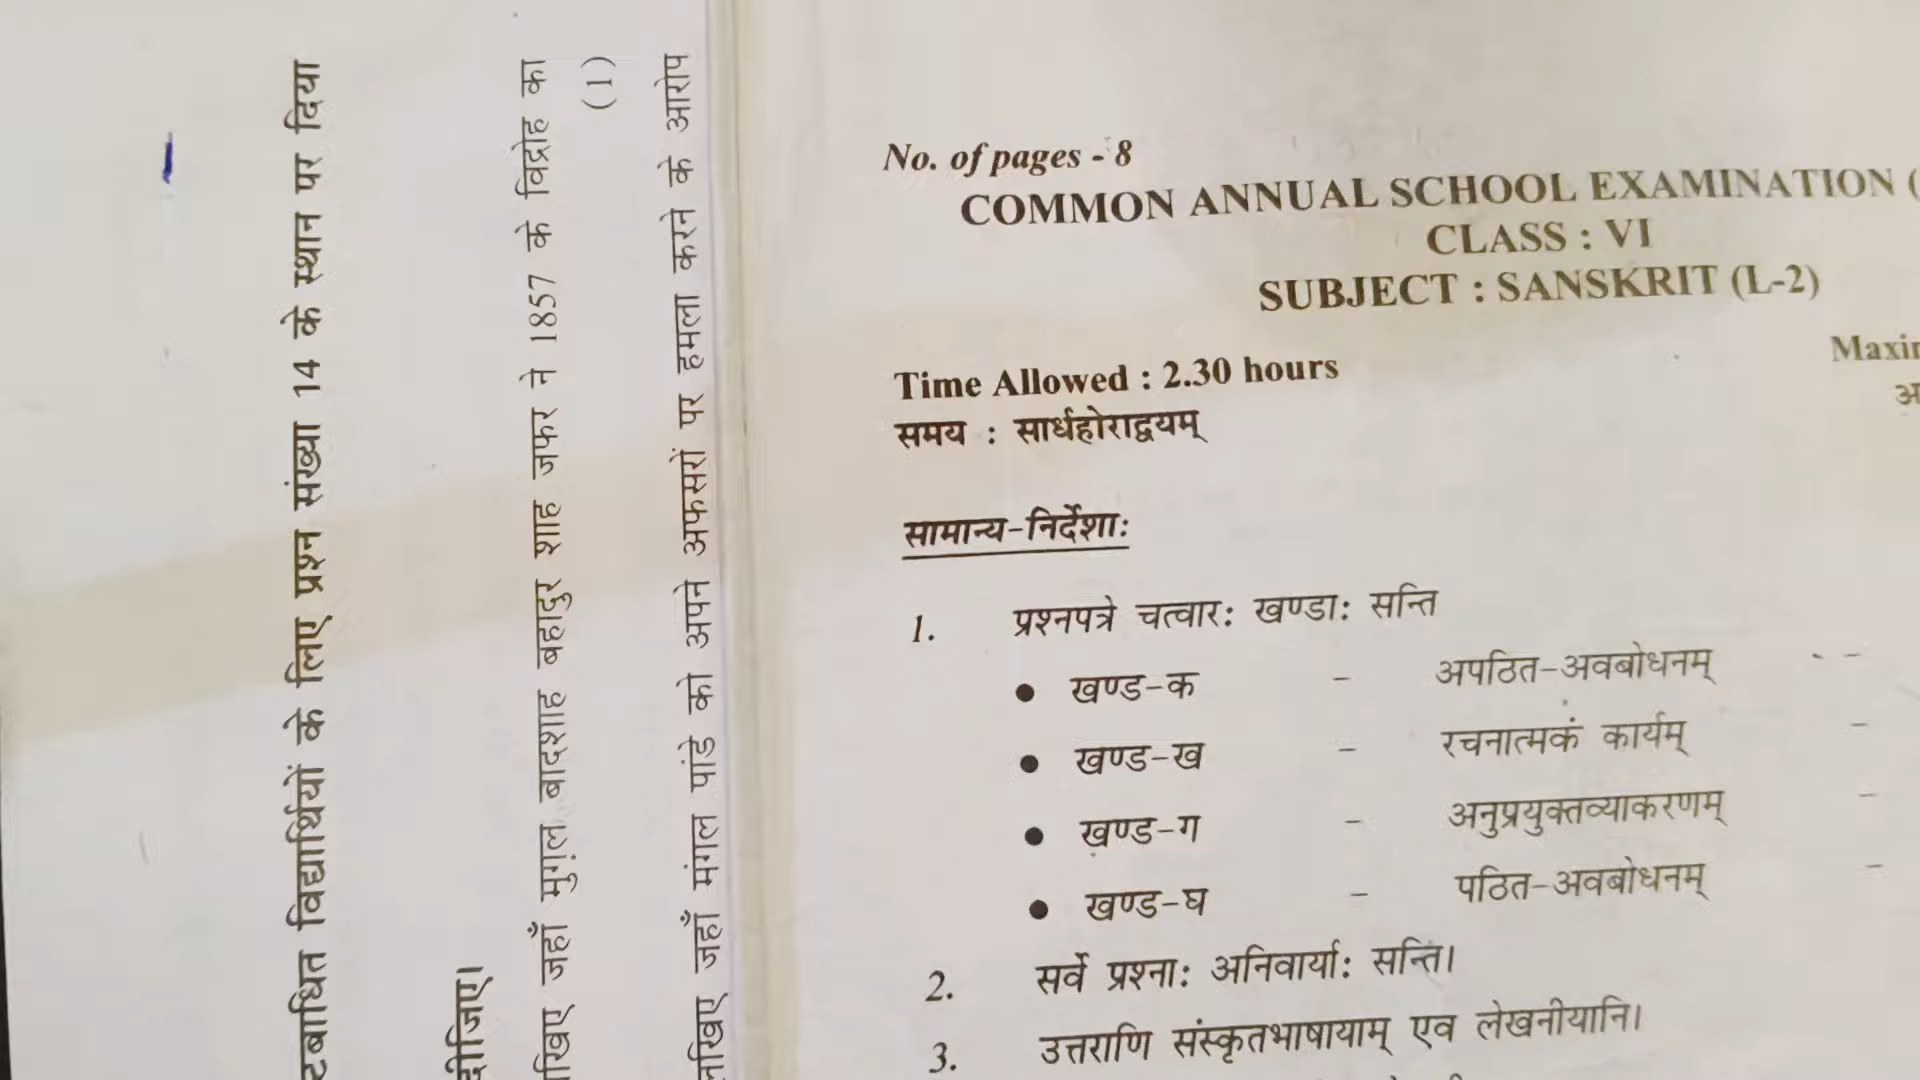 No. of pages - 8
COMMON ANNUAL SCHOOL EXAMINATION (
CLASS : VI
SUBJECT : SANSKRIT (L-2)
Time Allowed : 2.30 hours
समय : सार्धहोराद्वयम्
सामान्य-निर्देशाः
1. प्रश्नपत्रे चत्वारः खण्डाः सन्ति
• खण्ड-क - अपठित-अवबोधनम् -
• खण्ड-ख - रचनात्मकं कार्यम् -
• खण्ड-ग - अनुप्रयुक्तव्याकरणम् -
• खण्ड-घ - पठित-अवबोधनम् -
2. सर्वे प्रश्नाः अनिवार्याः सन्ति।
3. उत्तराणि संस्कृतभाषायाम् एव लेखनीयानि।
विद्यार्थियों के लिए प्रश्न संख्या 14 के स्थान पर दिया
दीजिए।
जहाँ मुग़ल बादशाह बहादुर शाह जफर ने 1857 के विद्रोह का
(1)
जहाँ मंगल पांडे को अपने अफसरों पर हमला करने के आरोप